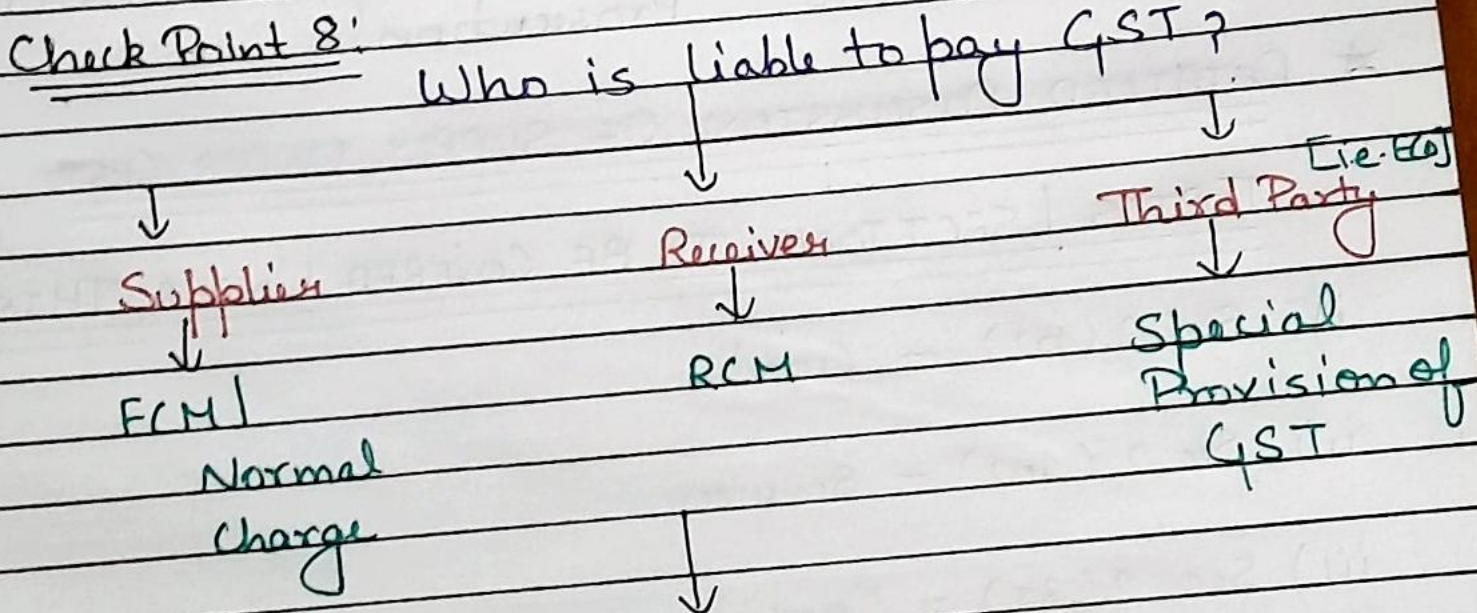 Check Point 8:
Who is liable to pay GST?
[i.e. ECO]
Supplier
Receiver
Third Party
FCM/
Normal
Charge
RCM
Special
Provision of
GST